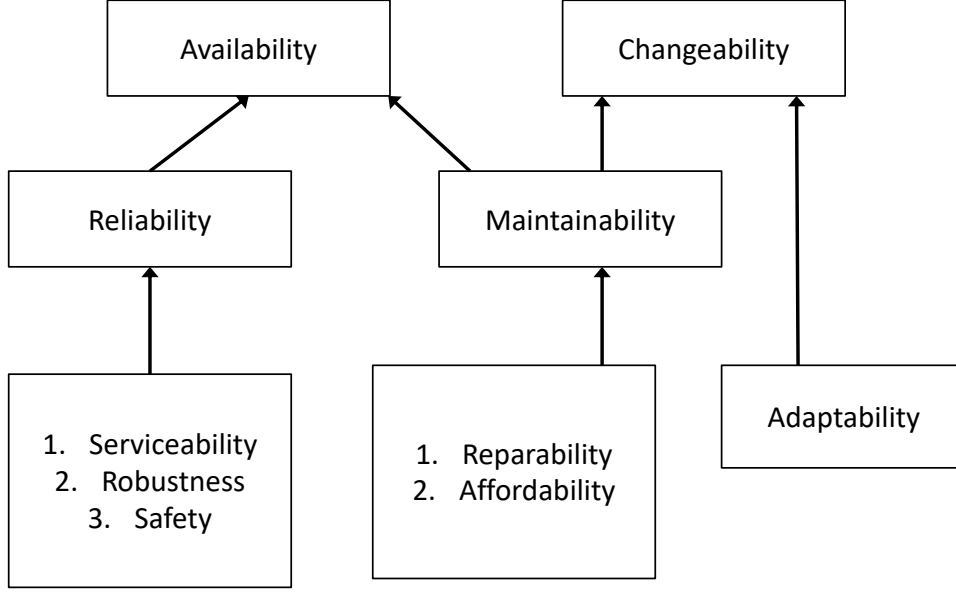 Availability
Changeability
Reliability
Maintainability
1. Serviceability
2. Robustness
3. Safety
1. Reparability
2. Affordability
Adaptability